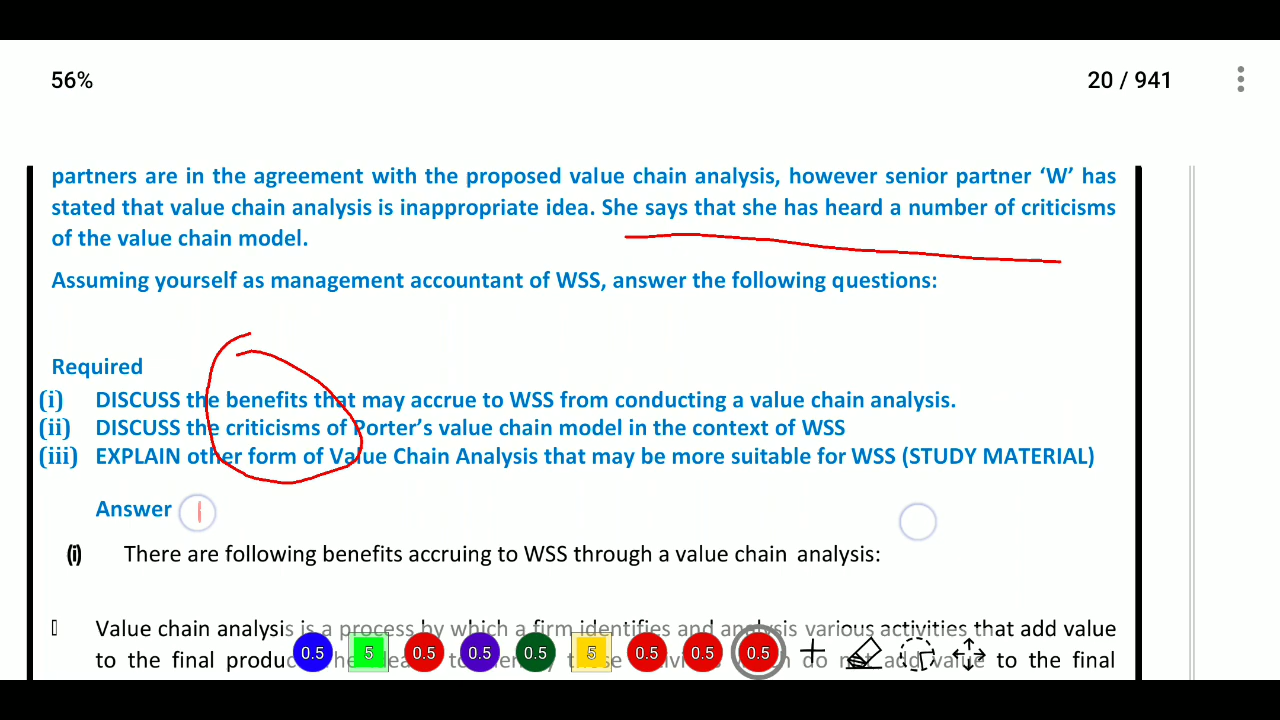 56%
20 / 941
partners are in the agreement with the proposed value chain analysis, however senior partner ‘W’ has
stated that value chain analysis is inappropriate idea. She says that she has heard a number of criticisms
of the value chain model.
Assuming yourself as management accountant of WSS, answer the following questions:
Required
(i) DISCUSS the benefits that may accrue to WSS from conducting a value chain analysis.
(ii) DISCUSS the criticisms of Porter’s value chain model in the context of WSS
(iii) EXPLAIN other form of Value Chain Analysis that may be more suitable for WSS (STUDY MATERIAL)
Answer
(i) There are following benefits accruing to WSS through a value chain analysis:
Value chain analysis is a process by which a firm identifies and analysis various activities that add value
to the final do not add value to the final
0.5 5 0.5 0.5 0.5 5 0.5 0.5 0.5